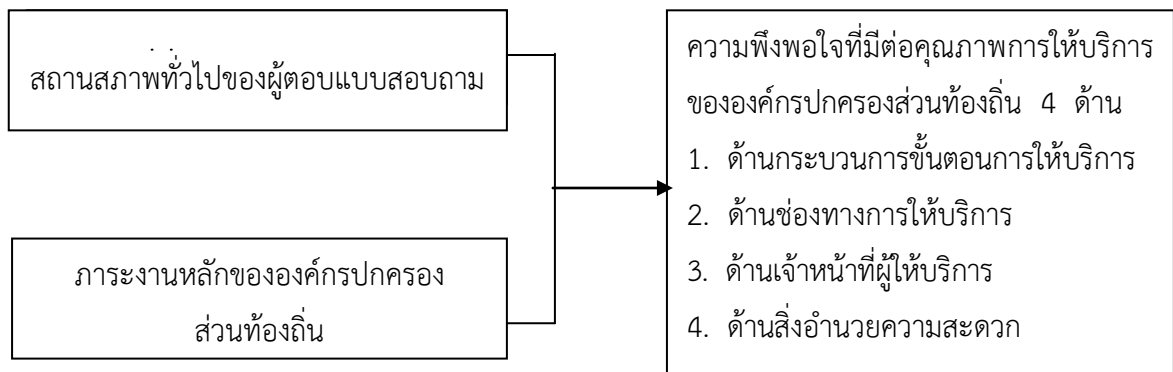 สถานสภาพทั่วไปของผู้ตอบแบบสอบถาม
ภาระงานหลักขององค์กรปกครอง
ส่วนท้องถิ่น
ความพึงพอใจที่มีต่อคุณภาพการให้บริการ
ขององค์กรปกครองส่วนท้องถิ่น 4 ด้าน
1. ด้านกระบวนการขั้นตอนการให้บริการ
2. ด้านช่องทางการให้บริการ
3. ด้านเจ้าหน้าที่ผู้ให้บริการ
4. ด้านสิ่งอำนวยความสะดวก